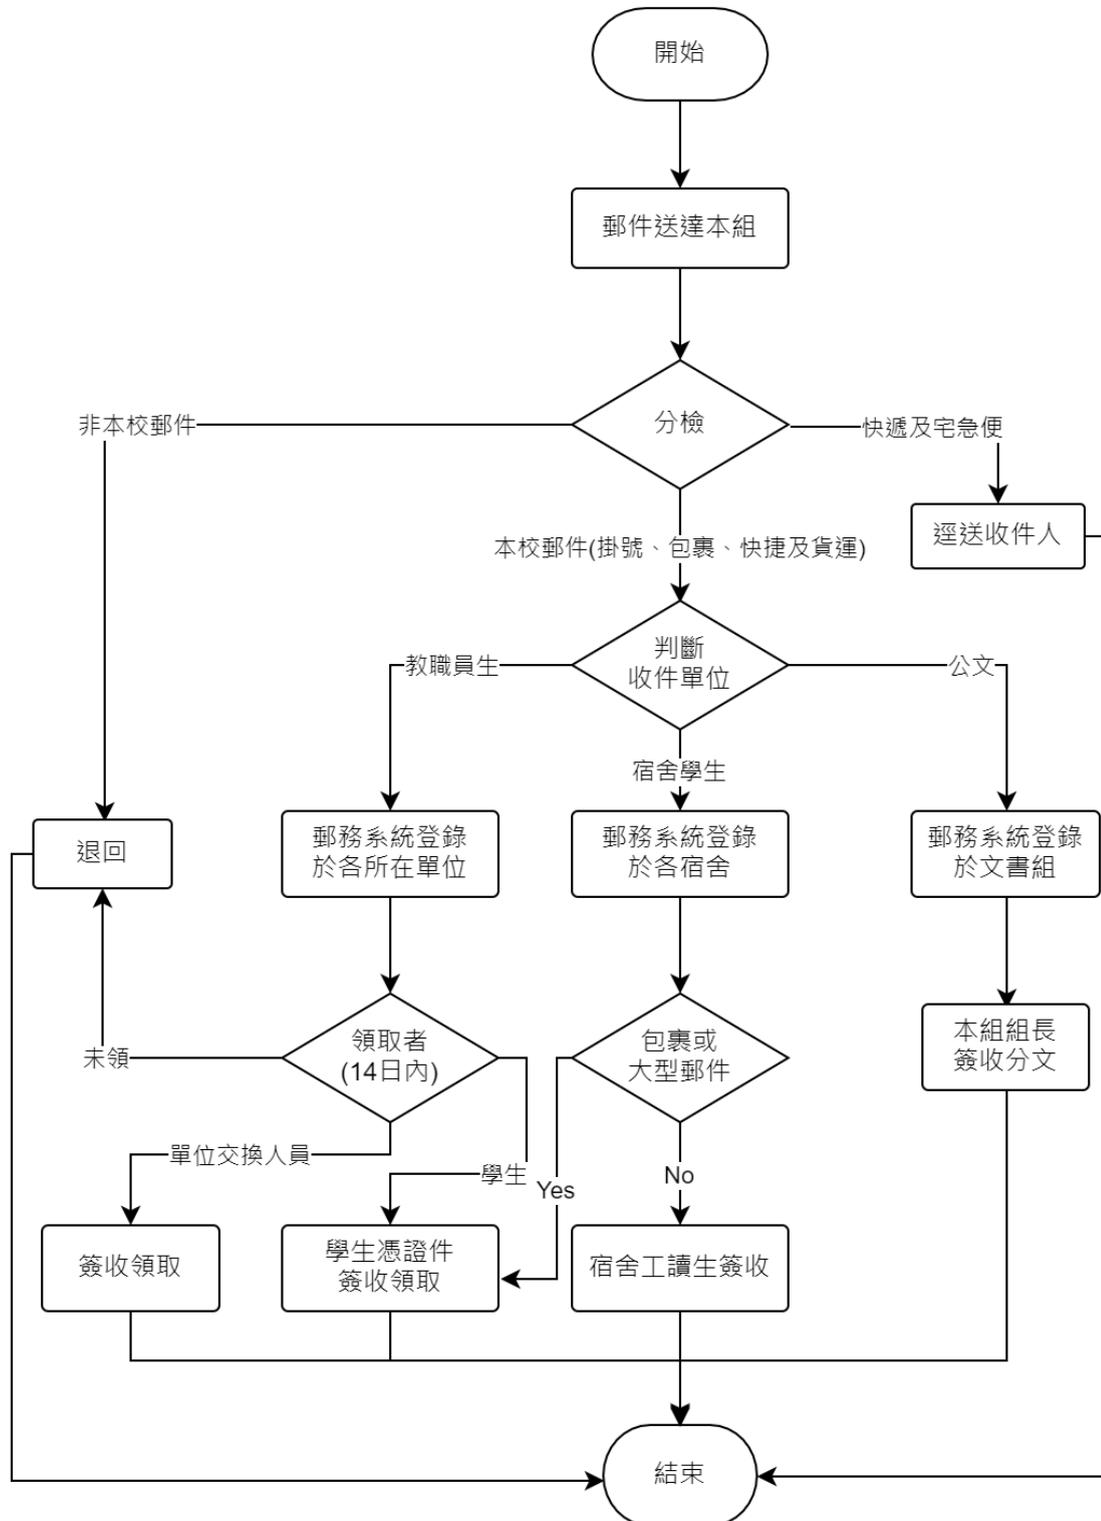 開始
郵件送達本組
分檢
非本校郵件
快遞及宅急便
逕送收件人
本校郵件(掛號、包裹、快捷及貨運)
判斷
收件單位
教職員生
公文
宿舍學生
退回
郵務系統登錄
於各所在單位
郵務系統登錄
於各宿舍
郵務系統登錄
於文書組
未領
領取者
(14日內)
包裹或
大型郵件
本組組長
簽收分文
單位交換人員
學生
Yes
No
簽收領取
學生憑證件
簽收領取
宿舍工讀生簽收
結束